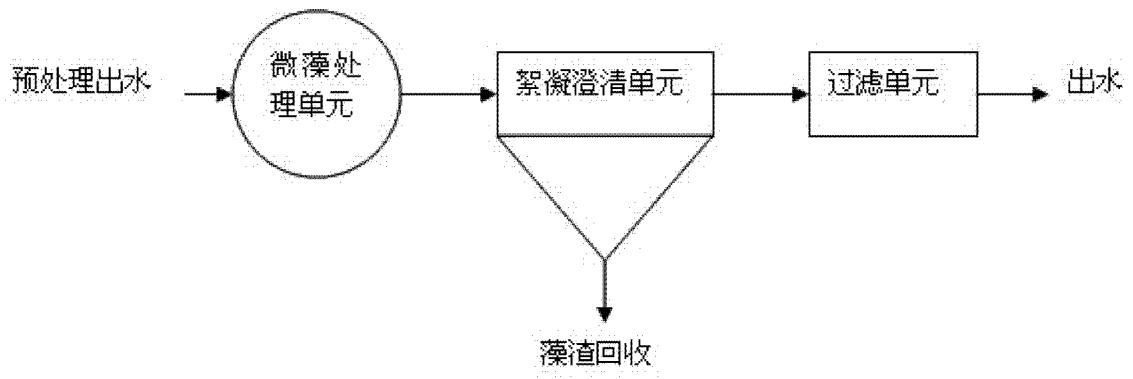 预处理出水
微藻处
理单元
絮凝澄清单元
过滤单元
出水
藻渣回收